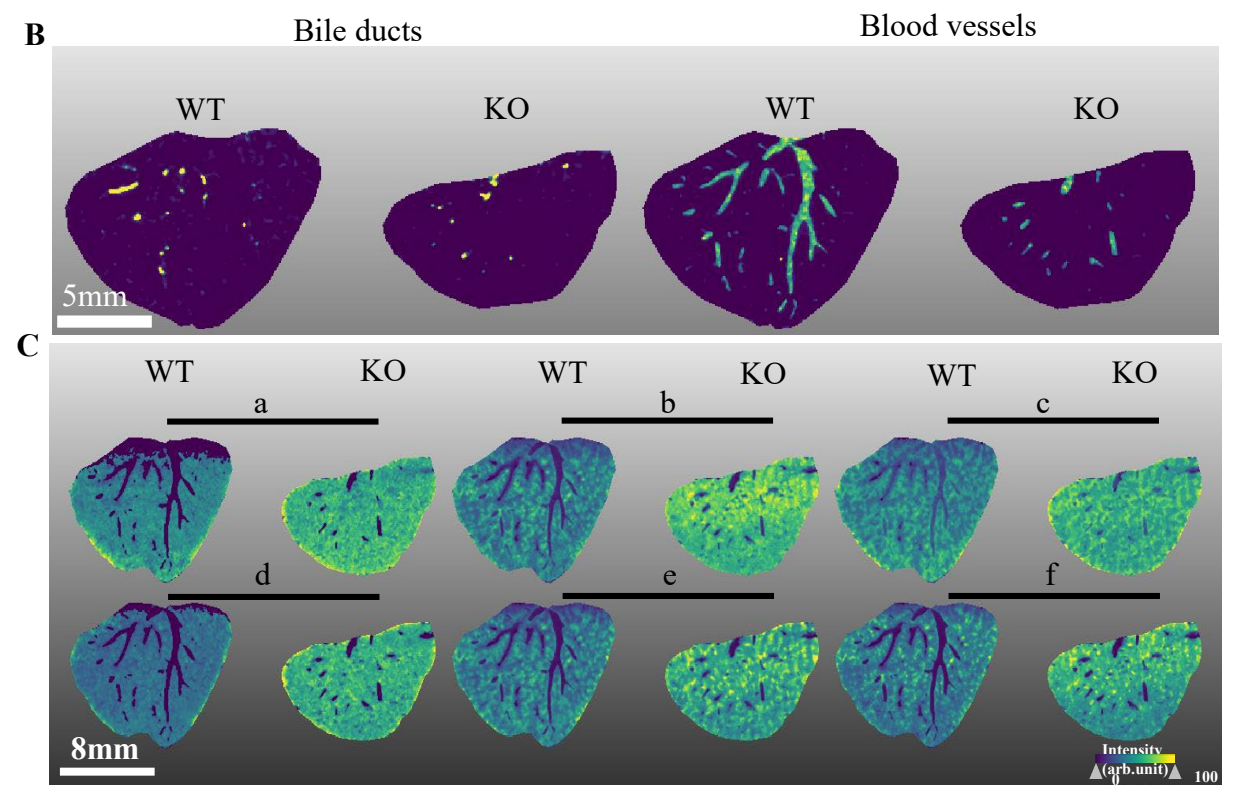 B
Bile ducts
Blood vessels
WT
KO
WT
KO
5mm
C
WT
KO
WT
KO
WT
KO
a
b
c
d
e
f
8mm
Intensity
(arb.unit)
0
100